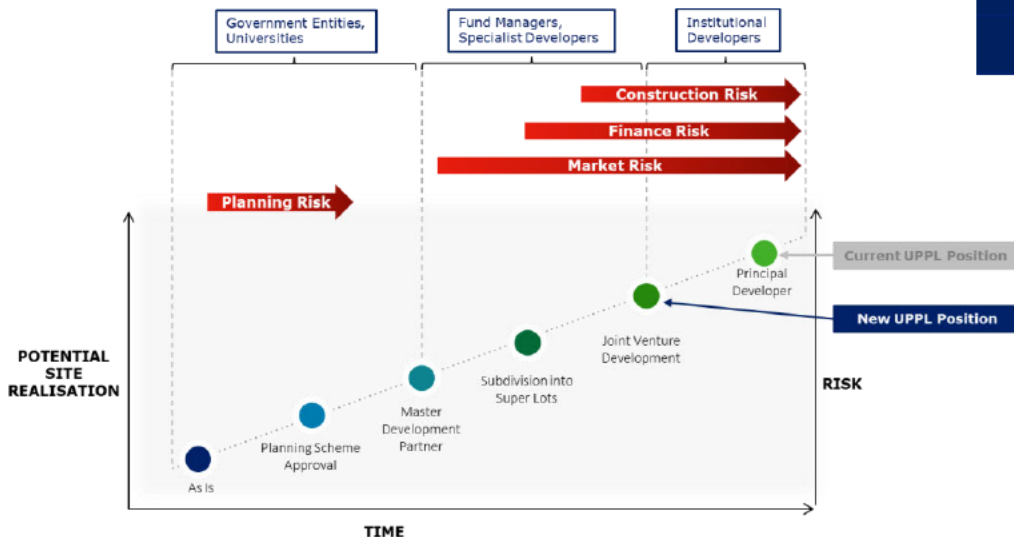 Government Entities,
Universities
Fund Managers,
Specialist Developers
Institutional
Developers
Construction Risk
Finance Risk
Market Risk
Planning Risk
Current UPPL Position
New UPPL Position
Principal
Developer
Joint Venture
Development
Subdivision into
Super Lots
Master
Development
Partner
Planning Scheme
Approval
As Is
POTENTIAL
SITE
REALISATION
RISK
TIME